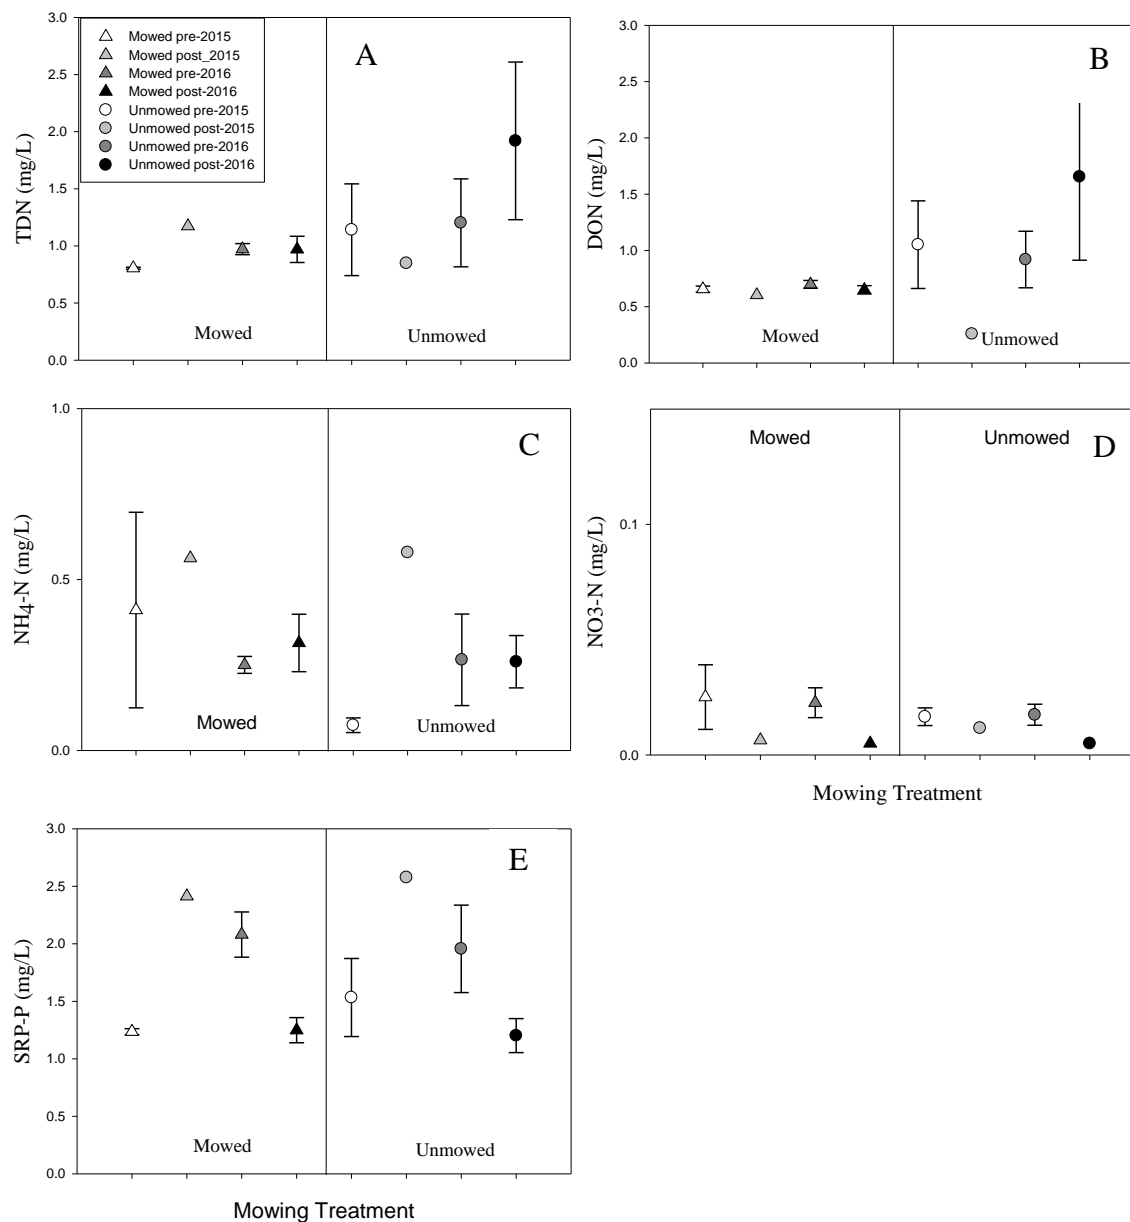 3.0
2.5
2.0
1.5
1.0
0.5
0.0
TDN (mg/L)
Mowed pre-2015
Mowed post_2015
Mowed pre-2016
Mowed post-2016
Unmowed pre-2015
Unmowed post-2015
Unmowed pre-2016
Unmowed post-2016
A
Mowed
Unmowed
3.0
2.5
2.0
1.5
1.0
0.5
0.0
DON (mg/L)
B
Mowed
Unmowed
1.0
0.5
0.0
NH4-N (mg/L)
C
Mowed
Unmowed
0.1
0.0
NO3-N (mg/L)
Mowed
Unmowed
D
Mowing Treatment
3.0
2.5
2.0
1.5
1.0
0.5
0.0
SRP-P (mg/L)
E
Mowed
Unmowed
Mowing Treatment